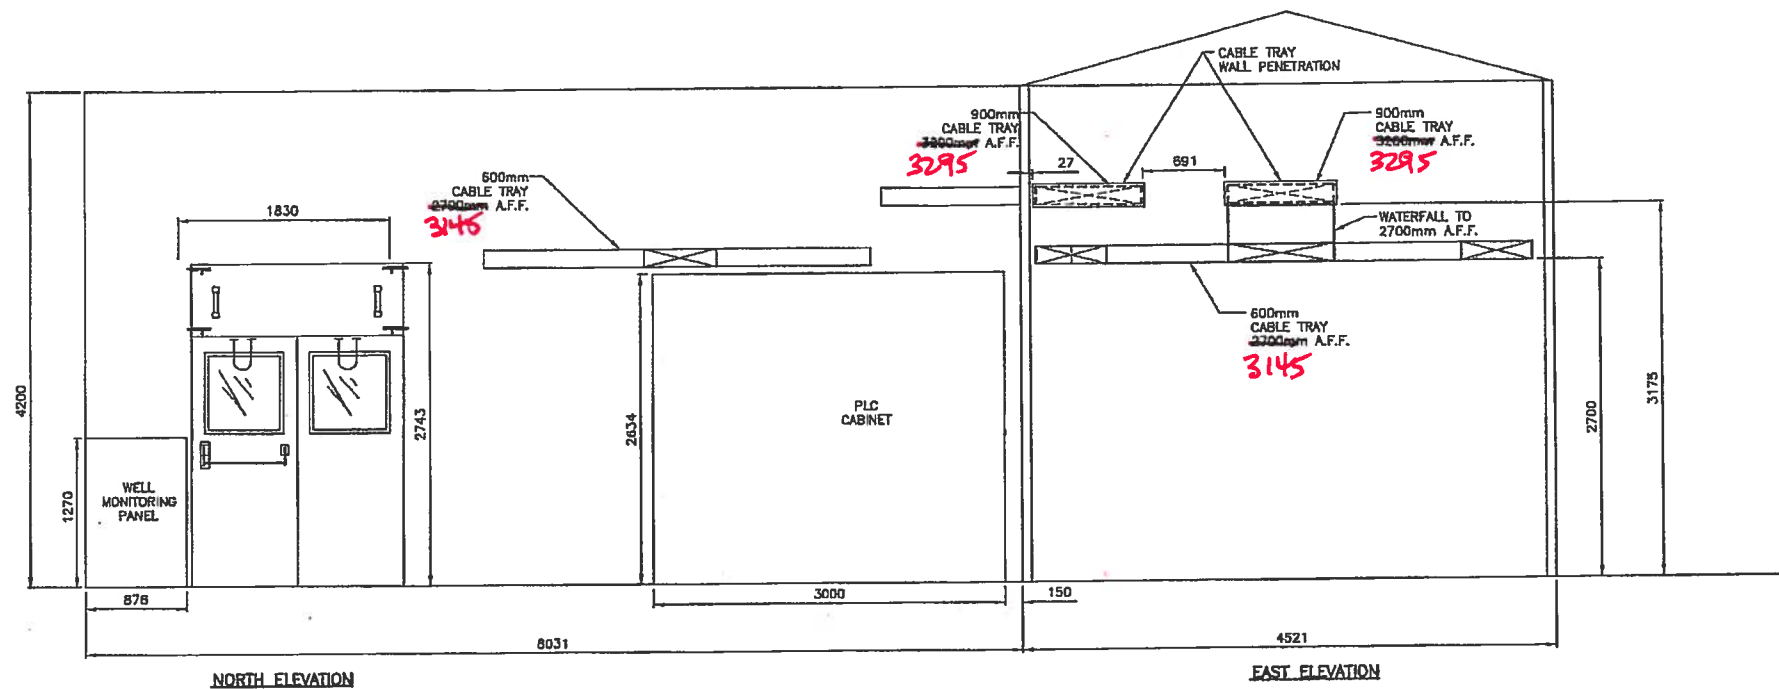 CABLE TRAY
WALL PENETRATION
900mm
CABLE TRAY
3200mm A.F.F.
3295
27
691
900mm
CABLE TRAY
3200mm A.F.F.
3295
600mm
CABLE TRAY
2700mm A.F.F.
3145
1830
WATERFALL TO
2700mm A.F.F.
600mm
CABLE TRAY
2700mm A.F.F.
3145
4200
2743
2634
PLC
CABINET
2700
3175
1270
WELL
MONITORING
PANEL
876
3000
150
8031
4521
NORTH ELEVATION
EAST ELEVATION